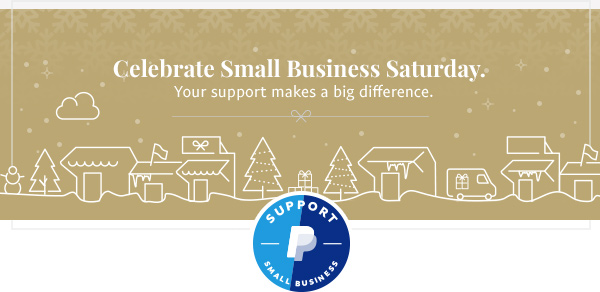 Celebrate Small Business Saturday.
Your support makes a big difference.
SUPPORT
P
SMALL BUSINESS